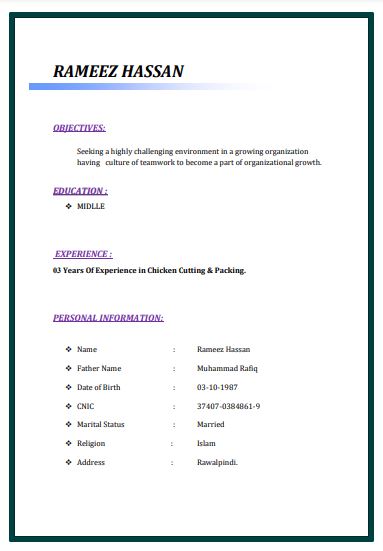 RAMEEZ HASSAN
OBJECTIVES:
Seeking a highly challenging environment in a growing organization
having culture of teamwork to become a part of organizational growth.
EDUCATION :
❖ MIDLLE
EXPERIENCE :
03 Years Of Experience in Chicken Cutting & Packing.
PERSONAL INFORMATION:
❖ Name : Rameez Hassan
❖ Father Name : Muhammad Rafiq
❖ Date of Birth : 03-10-1987
❖ CNIC : 37407-0384861-9
❖ Marital Status : Married
❖ Religion : Islam
❖ Address : Rawalpindi.